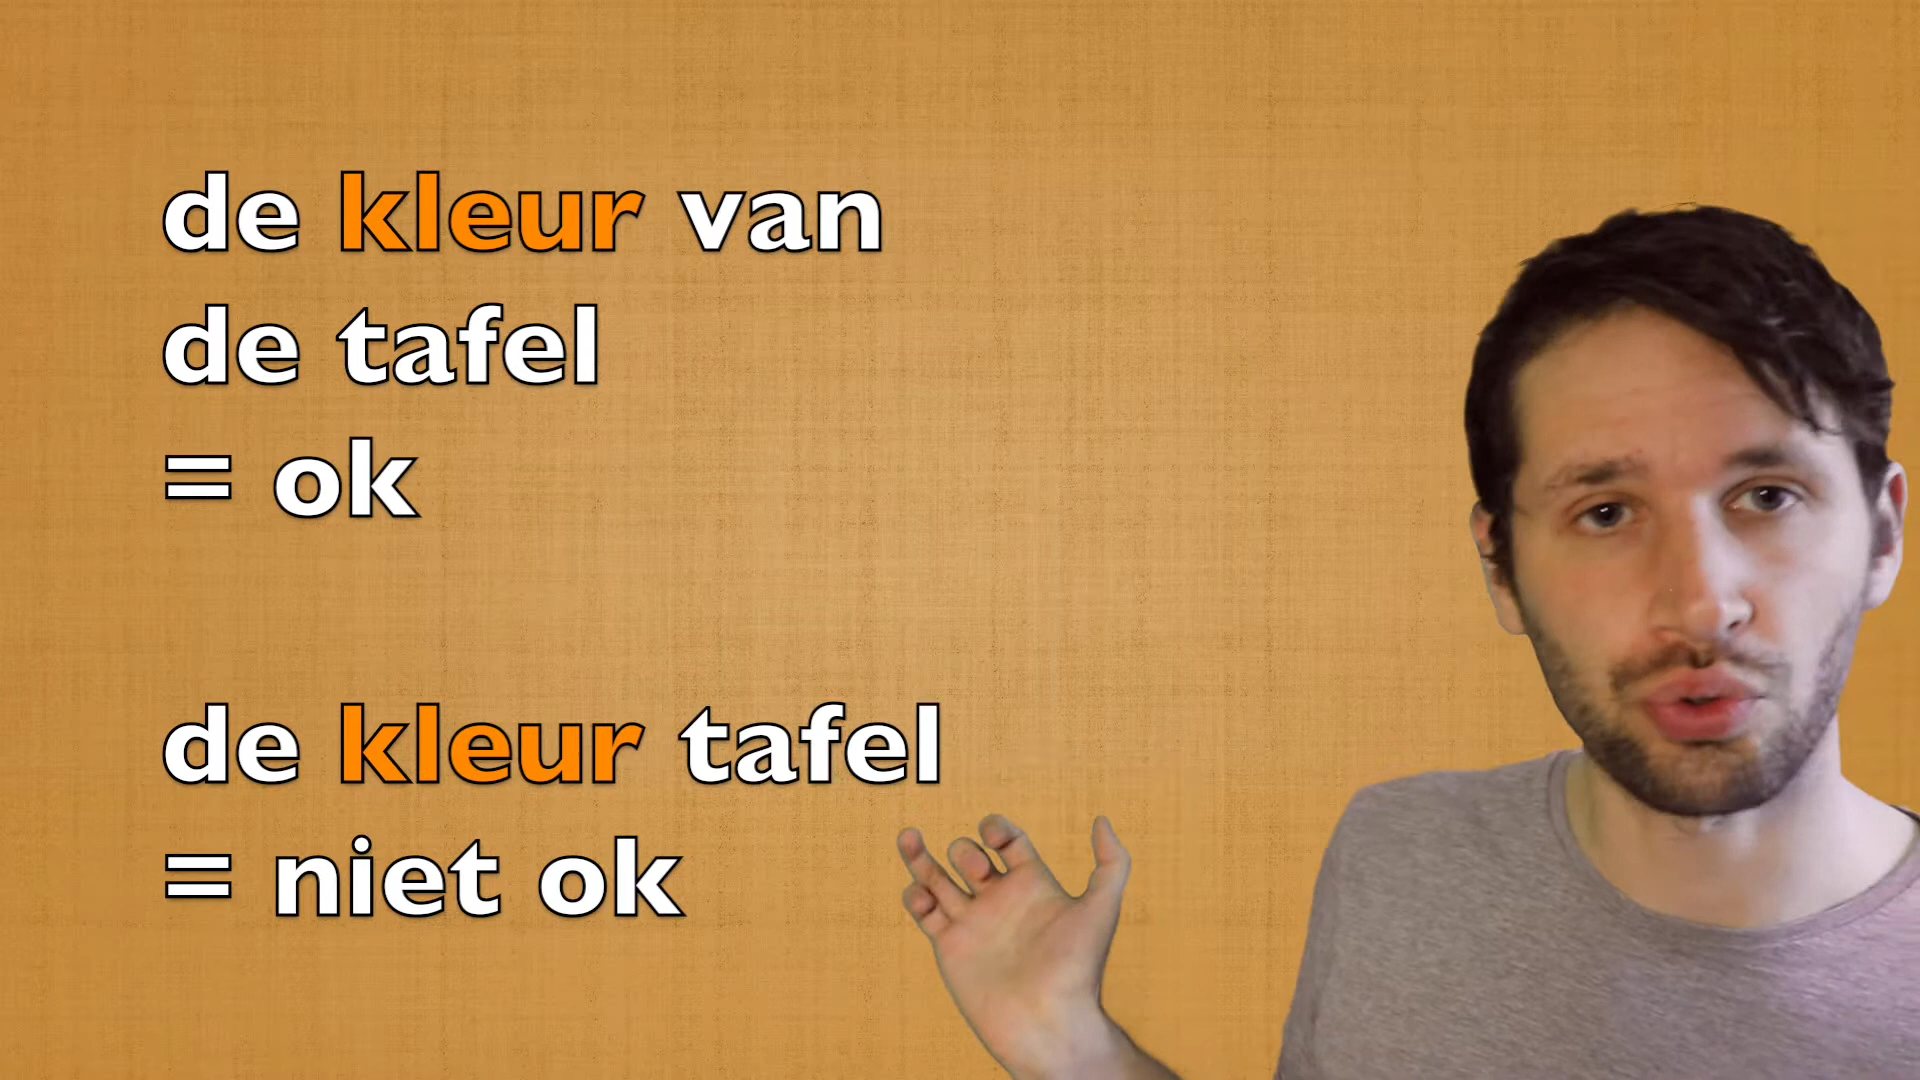 de kleur van
de tafel
= ok
de kleur tafel
= niet ok